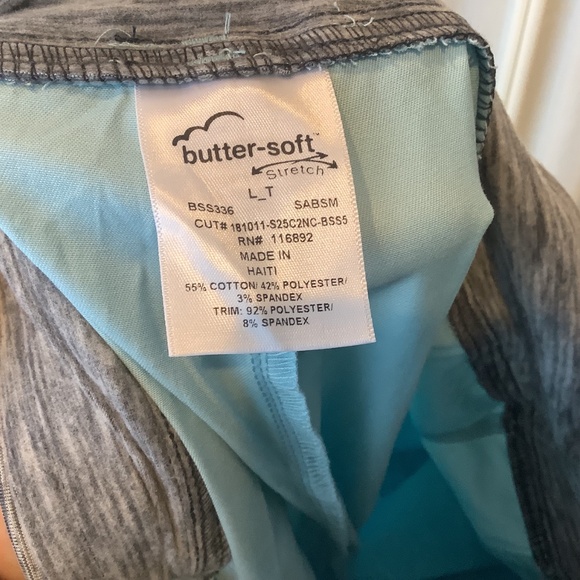 butter-soft™
Stretch
L_T
BSS336 SABSM
CUT# 181011-S25C2NC-BSS5
RN# 116892
MADE IN
HAITI
55% COTTON/ 42% POLYESTER/
3% SPANDEX
TRIM: 92% POLYESTER/
8% SPANDEX